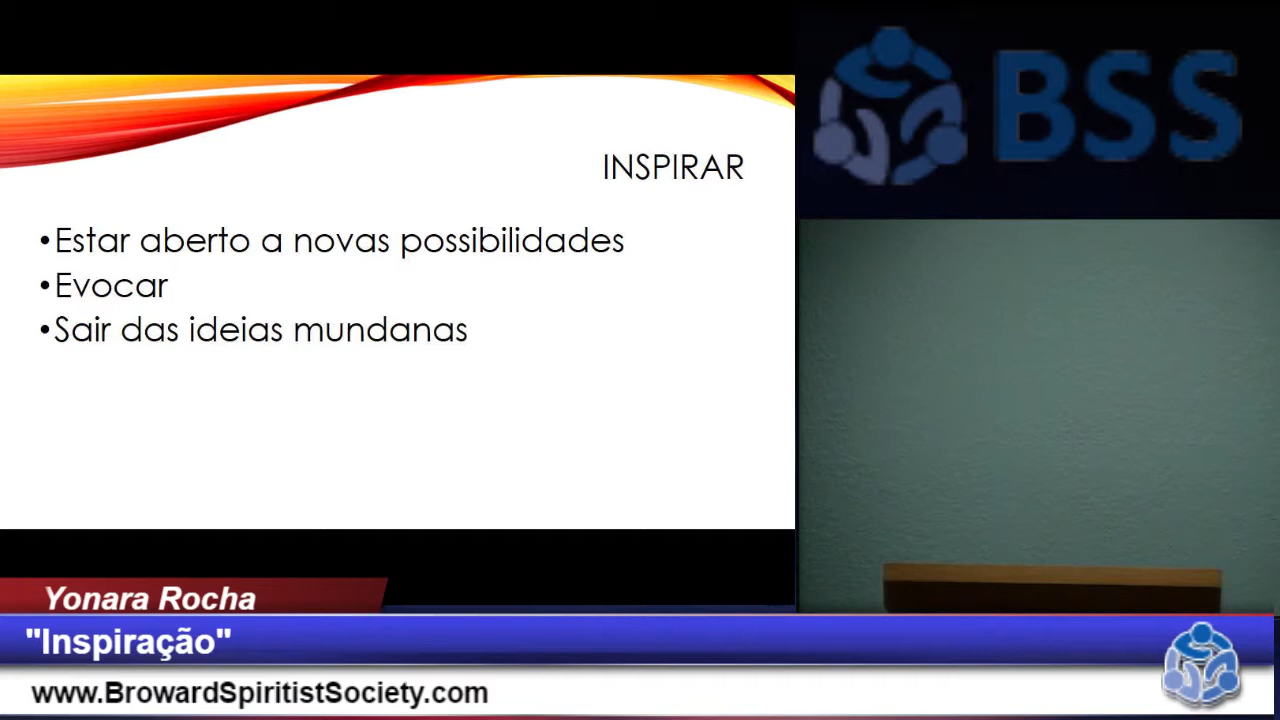 BSS
INSPIRAR
•Estar aberto a novas possibilidades
•Evocar
•Sair das ideias mundanas
Yonara Rocha
"Inspiração"
www.BrowardSpiritistSociety.com